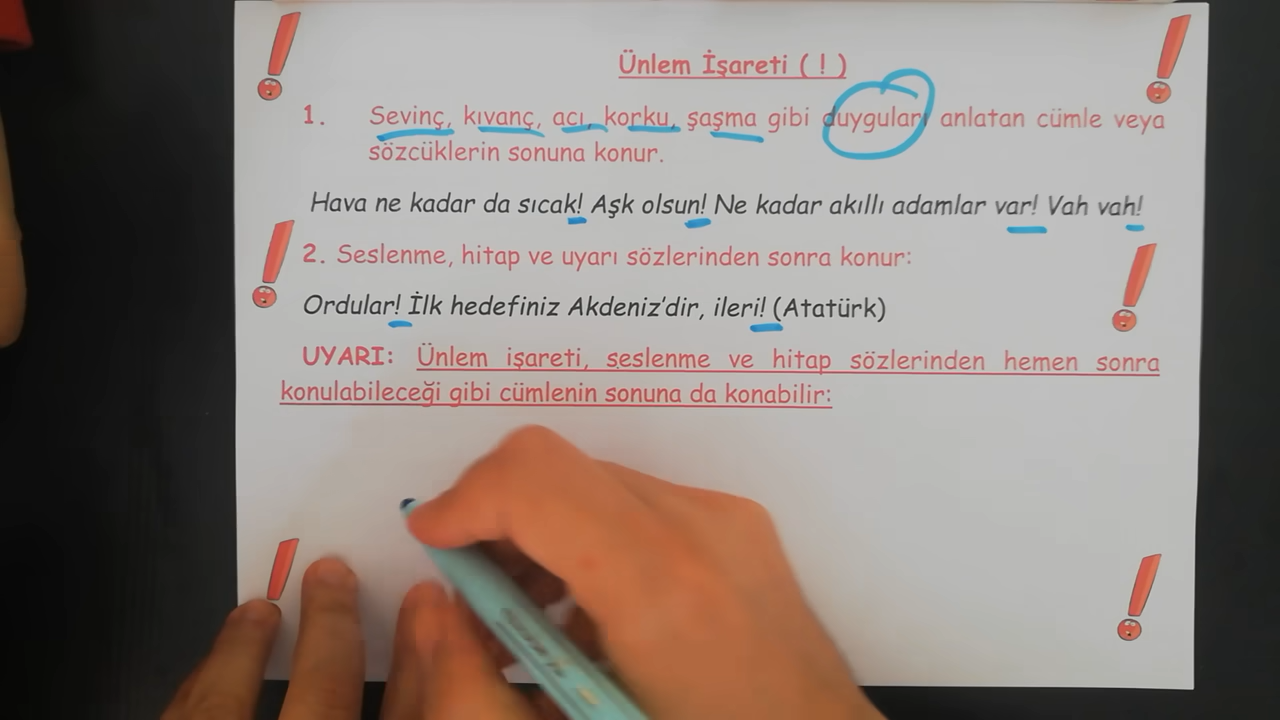 Ünlem İşareti ( ! )
1. Sevinç, kıvanç, acı, korku, şaşma gibi duyguları anlatan cümle veya
sözcüklerin sonuna konur.
Hava ne kadar da sıcak! Aşk olsun! Ne kadar akıllı adamlar var! Vah vah!
2. Seslenme, hitap ve uyarı sözlerinden sonra konur:
Ordular! İlk hedefiniz Akdeniz’dir, ileri! (Atatürk)
UYARI: Ünlem işareti, seslenme ve hitap sözlerinden hemen sonra
konulabileceği gibi cümlenin sonuna da konabilir: